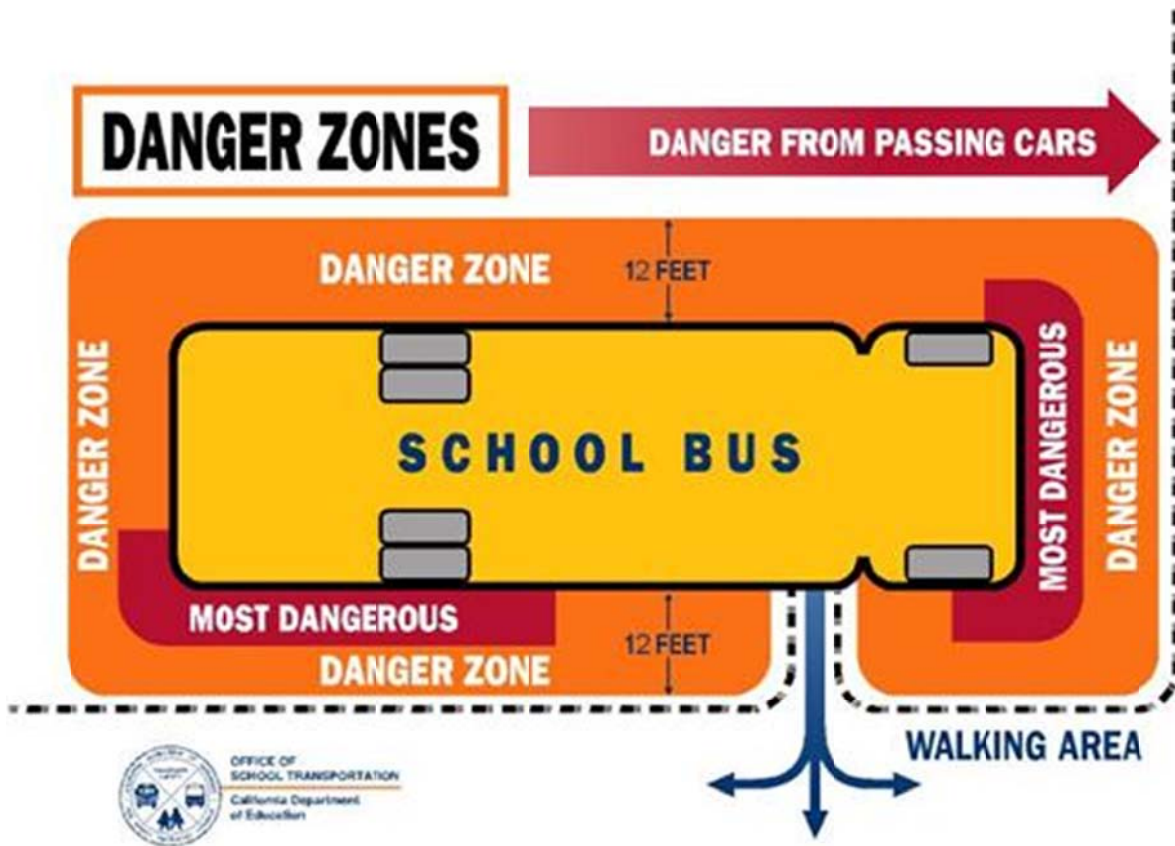 DANGER ZONES
DANGER FROM PASSING CARS
DANGER ZONE
12 FEET
DANGER ZONE
SCHOOL BUS
MOST DANGEROUS
DANGER ZONE
MOST DANGEROUS
12 FEET
DANGER ZONE
WALKING AREA
OFFICE OF
SCHOOL TRANSPORTATION
California Department
of Education